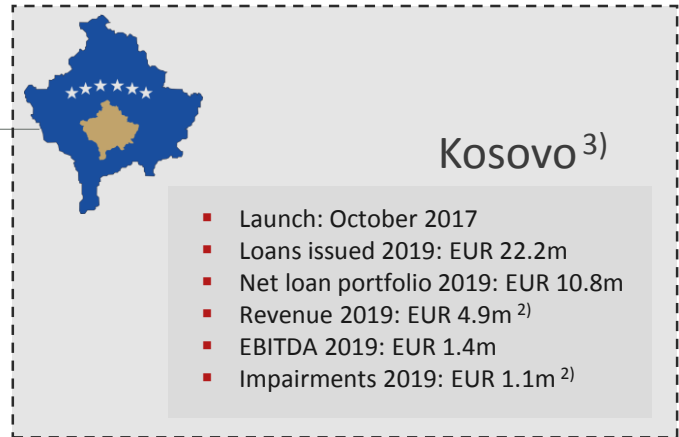 Kosovo 3)
▪ Launch: October 2017
▪ Loans issued 2019: EUR 22.2m
▪ Net loan portfolio 2019: EUR 10.8m
▪ Revenue 2019: EUR 4.9m 2)
▪ EBITDA 2019: EUR 1.4m
▪ Impairments 2019: EUR 1.1m 2)